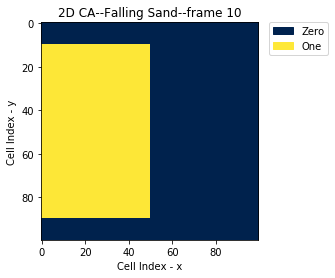 2D CA--Falling Sand--frame 10
Zero
One
0
20
40
60
80
Cell Index - y
0
20
40
60
80
Cell Index - x